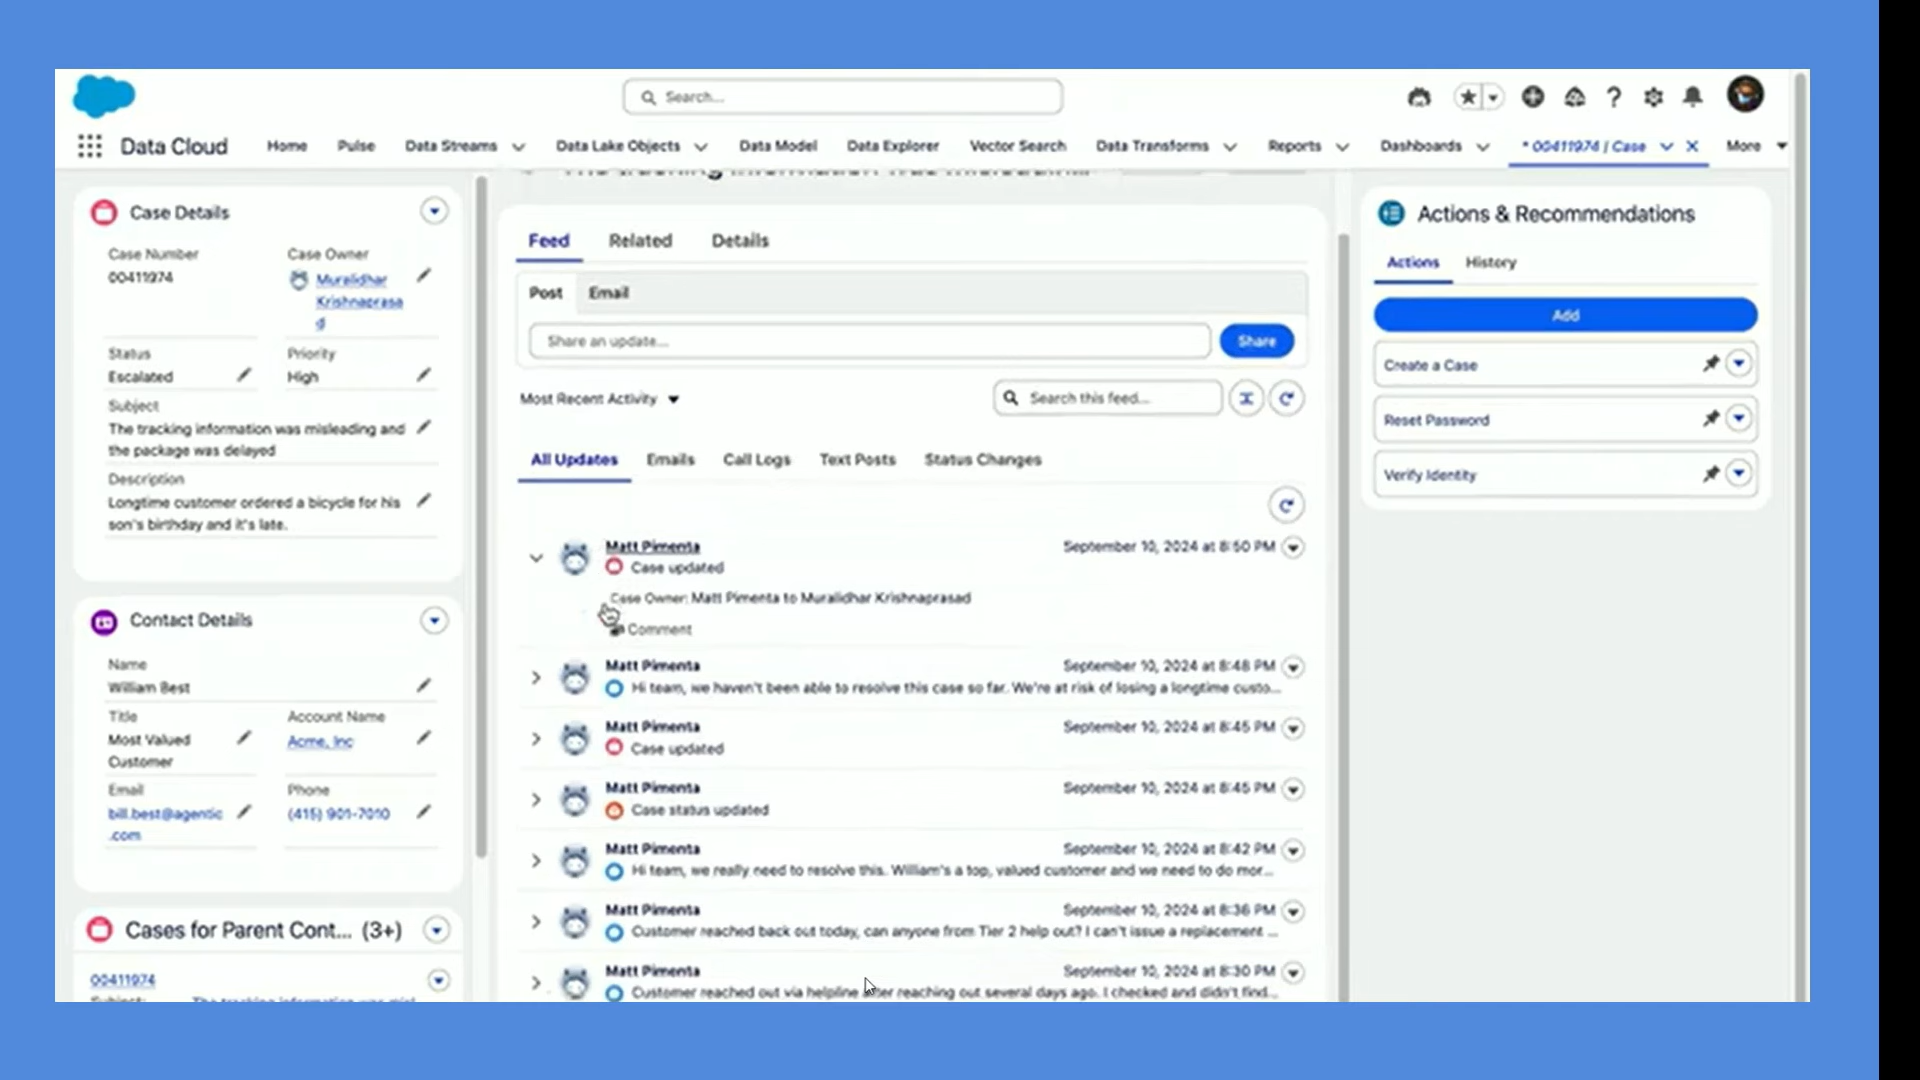 Search...
Data Cloud
Home
Pulse
Data Streams
Data Lake Objects
Data Model
Data Explorer
Vector Search
Data Transforms
Reports
Dashboards
* 00411974 | Case
More
Case Details
Case Number
00411974
Case Owner
Muralidhar
Krishnaprasa
d
Status
Escalated
Priority
High
Subject
The tracking information was misleading and
the package was delayed
Description
Longtime customer ordered a bicycle for his
son's birthday and it's late.
Contact Details
Name
William Best
Title
Most Valued
Customer
Account Name
Acme, Inc
Email
bill.best@agentic
.com
Phone
(415) 901-7010
Cases for Parent Cont... (3+)
00411974
Feed
Related
Details
Post
Email
Share an update...
Share
Most Recent Activity
Search this feed...
All Updates
Emails
Call Logs
Text Posts
Status Changes
Matt Pimenta
September 10, 2024 at 8:50 PM
Case updated
Case Owner: Matt Pimenta to Muralidhar Krishnaprasad
Comment
Matt Pimenta
September 10, 2024 at 8:48 PM
Hi team, we haven't been able to resolve this case so far. We're at risk of losing a longtime custo...
Matt Pimenta
September 10, 2024 at 8:45 PM
Case updated
Matt Pimenta
September 10, 2024 at 8:45 PM
Case status updated
Matt Pimenta
September 10, 2024 at 8:42 PM
Hi team, we really need to resolve this. William's a top, valued customer and we need to do mor...
Matt Pimenta
September 10, 2024 at 8:36 PM
Customer reached back out today, can anyone from Tier 2 help out? I can't issue a replacement ...
Matt Pimenta
September 10, 2024 at 8:30 PM
Customer reached out via helpline after reaching out several days ago. I checked and didn't find...
Actions & Recommendations
Actions
History
Add
Create a Case
Reset Password
Verify Identity